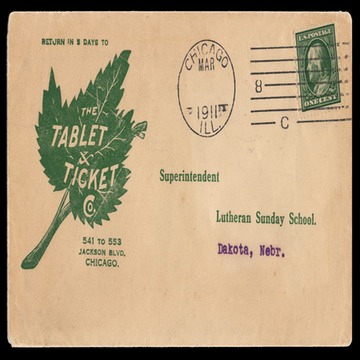 RETURN IN 5 DAYS TO
THE
TABLET
&
TICKET
CO.
541 TO 553
JACKSON BLVD,
CHICAGO.
CHICAGO
MAR
1911
ILL.
8
C
U.S. POSTAGE
ONE CENT
Superintendent
Lutheran Sunday School.
Dakota, Nebr.